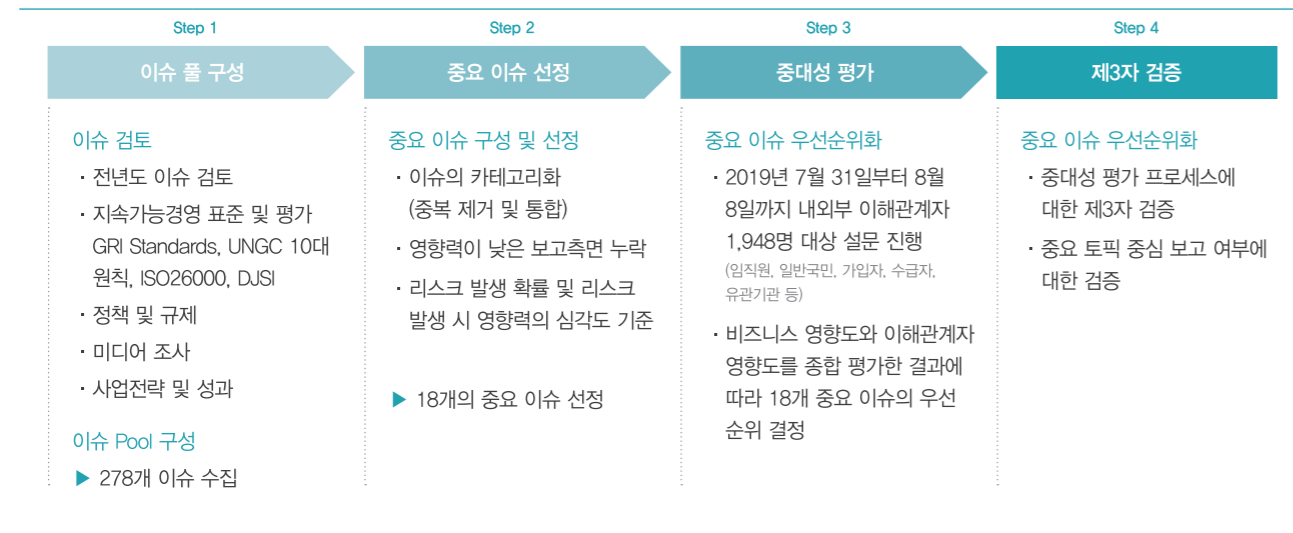 Step 1
이슈 풀 구성
이슈 검토
· 전년도 이슈 검토
· 지속가능경영 표준 및 평가
GRI Standards, UNGC 10대
원칙, ISO26000, DJSI
· 정책 및 규제
· 미디어 조사
· 사업전략 및 성과
이슈 Pool 구성
▶ 278개 이슈 수집
Step 2
중요 이슈 선정
중요 이슈 구성 및 선정
· 이슈의 카테고리화
(중복 제거 및 통합)
· 영향력이 낮은 보고측면 누락
· 리스크 발생 확률 및 리스크
발생 시 영향력의 심각도 기준
▶ 18개의 중요 이슈 선정
Step 3
중대성 평가
중요 이슈 우선순위화
· 2019년 7월 31일부터 8월
8일까지 내외부 이해관계자
1,948명 대상 설문 진행
(임직원, 일반국민, 가입자, 수급자,
유관기관 등)
· 비즈니스 영향도와 이해관계자
영향도를 종합 평가한 결과에
따라 18개 중요 이슈의 우선
순위 결정
Step 4
제3자 검증
중요 이슈 우선순위화
· 중대성 평가 프로세스에
대한 제3자 검증
· 중요 토픽 중심 보고 여부에
대한 검증